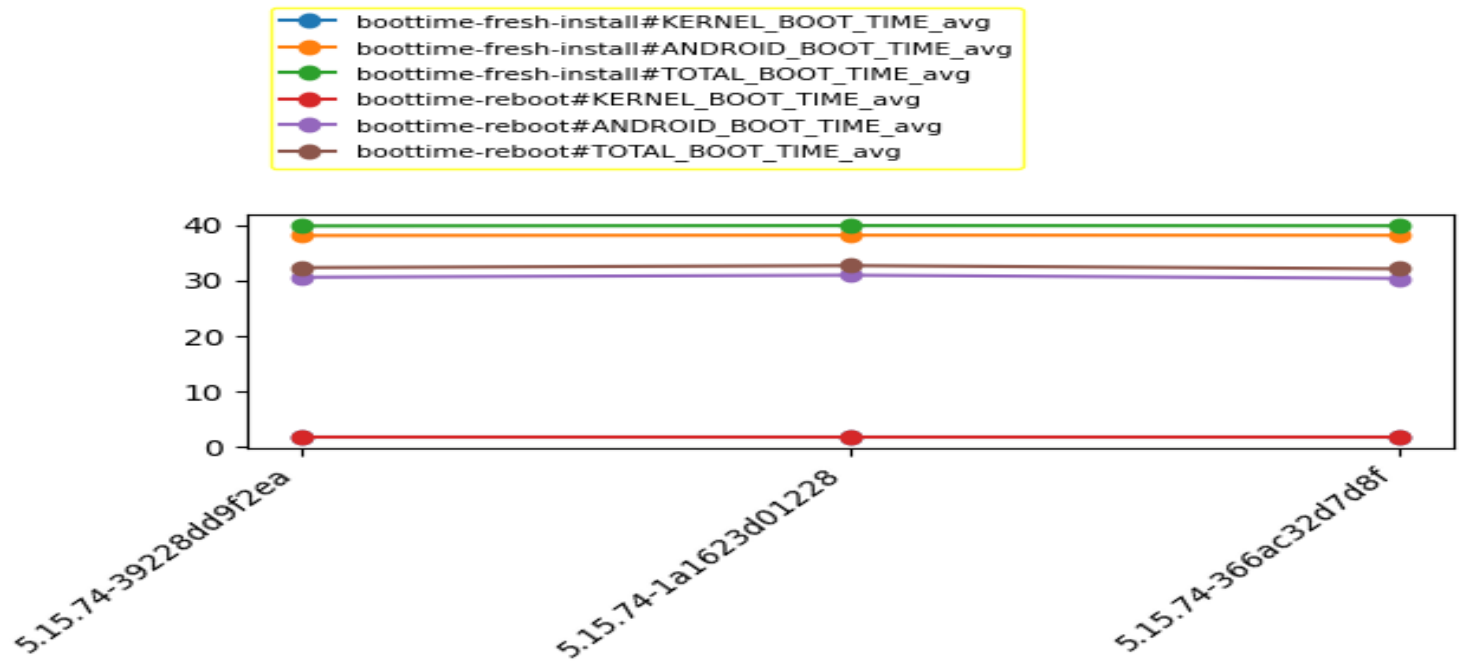 boottime-fresh-install#KERNEL_BOOT_TIME_avg
boottime-fresh-install#ANDROID_BOOT_TIME_avg
boottime-fresh-install#TOTAL_BOOT_TIME_avg
boottime-reboot#KERNEL_BOOT_TIME_avg
boottime-reboot#ANDROID_BOOT_TIME_avg
boottime-reboot#TOTAL_BOOT_TIME_avg
40
30
20
10
0
5.15.74-39228dd9f2ea
5.15.74-1a1623d01228
5.15.74-366ac32d7d8f